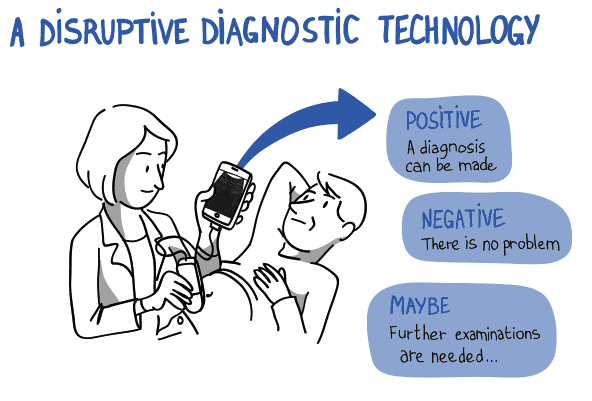 A DiSRUPTiVE DiAGNOSTiC TECHNOLOGY
POSiTiVE
A diagnosis
can be made
NEGATiVE
There is no problem
MAYBE
Further examinations
are needed...